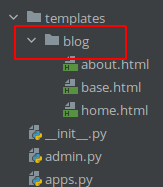 templates
blog
about.html
base.html
home.html
__init__.py
admin.py
apps.py